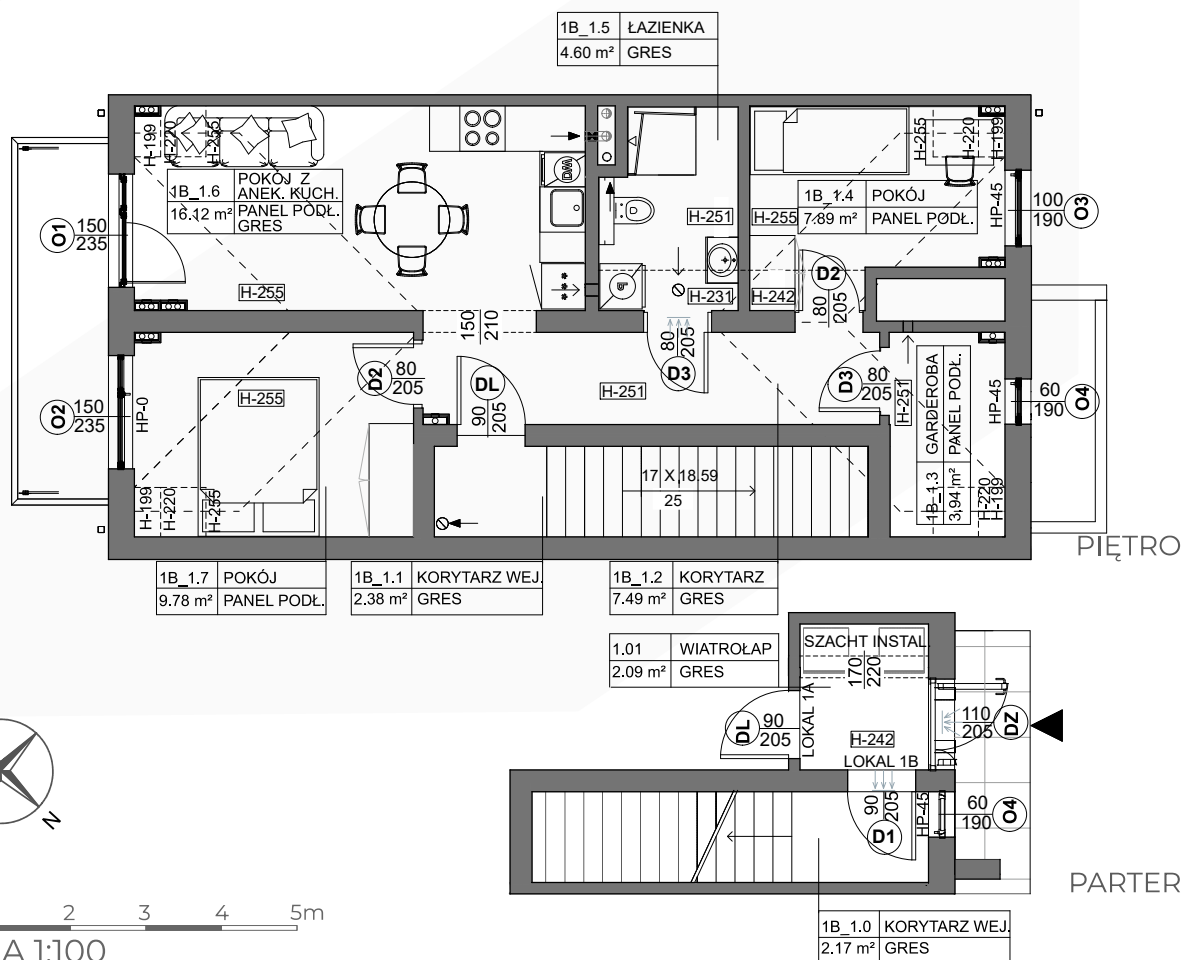 1B_1.5 ŁAZIENKA
4.60 m² GRES
H-199
H-220
H-255
1B_1.6 POKÓJ Z ANEK. KUCH.
16.12 m² PANEL PODŁ. GRES
DW
H-251
H-255
H-220
H-199
1B_1.4 POKÓJ
7.89 m² PANEL PODŁ.
H-255
HP-45
100
190
O3
O1
150
235
H-255
150
210
P
H-231
H-242
D2
80
205
80
205
D3
D2
80
205
DL
90
205
H-251
D3
80
205
H-251
1B_1.3 GARDEROBA
3,94 m² PANEL PODŁ.
HP-45
60
190
O4
O2
150
235
HP-0
H-255
H-199
H-220
H-255
17 X 18.59
25
H-220
H-199
PIĘTRO
1B_1.7 POKÓJ
9.78 m² PANEL PODŁ.
1B_1.1 KORYTARZ WEJ.
2.38 m² GRES
1B_1.2 KORYTARZ
7.49 m² GRES
1.01 WIATROŁAP
2.09 m² GRES
SZACHT INSTAL.
170
220
LOKAL 1A
DL
90
205
H-242
LOKAL 1B
110
205
DZ
90
205
D1
HP-45
60
190
O4
N
PARTER
2 3 4 5m
A 1:100
1B_1.0 KORYTARZ WEJ.
2.17 m² GRES